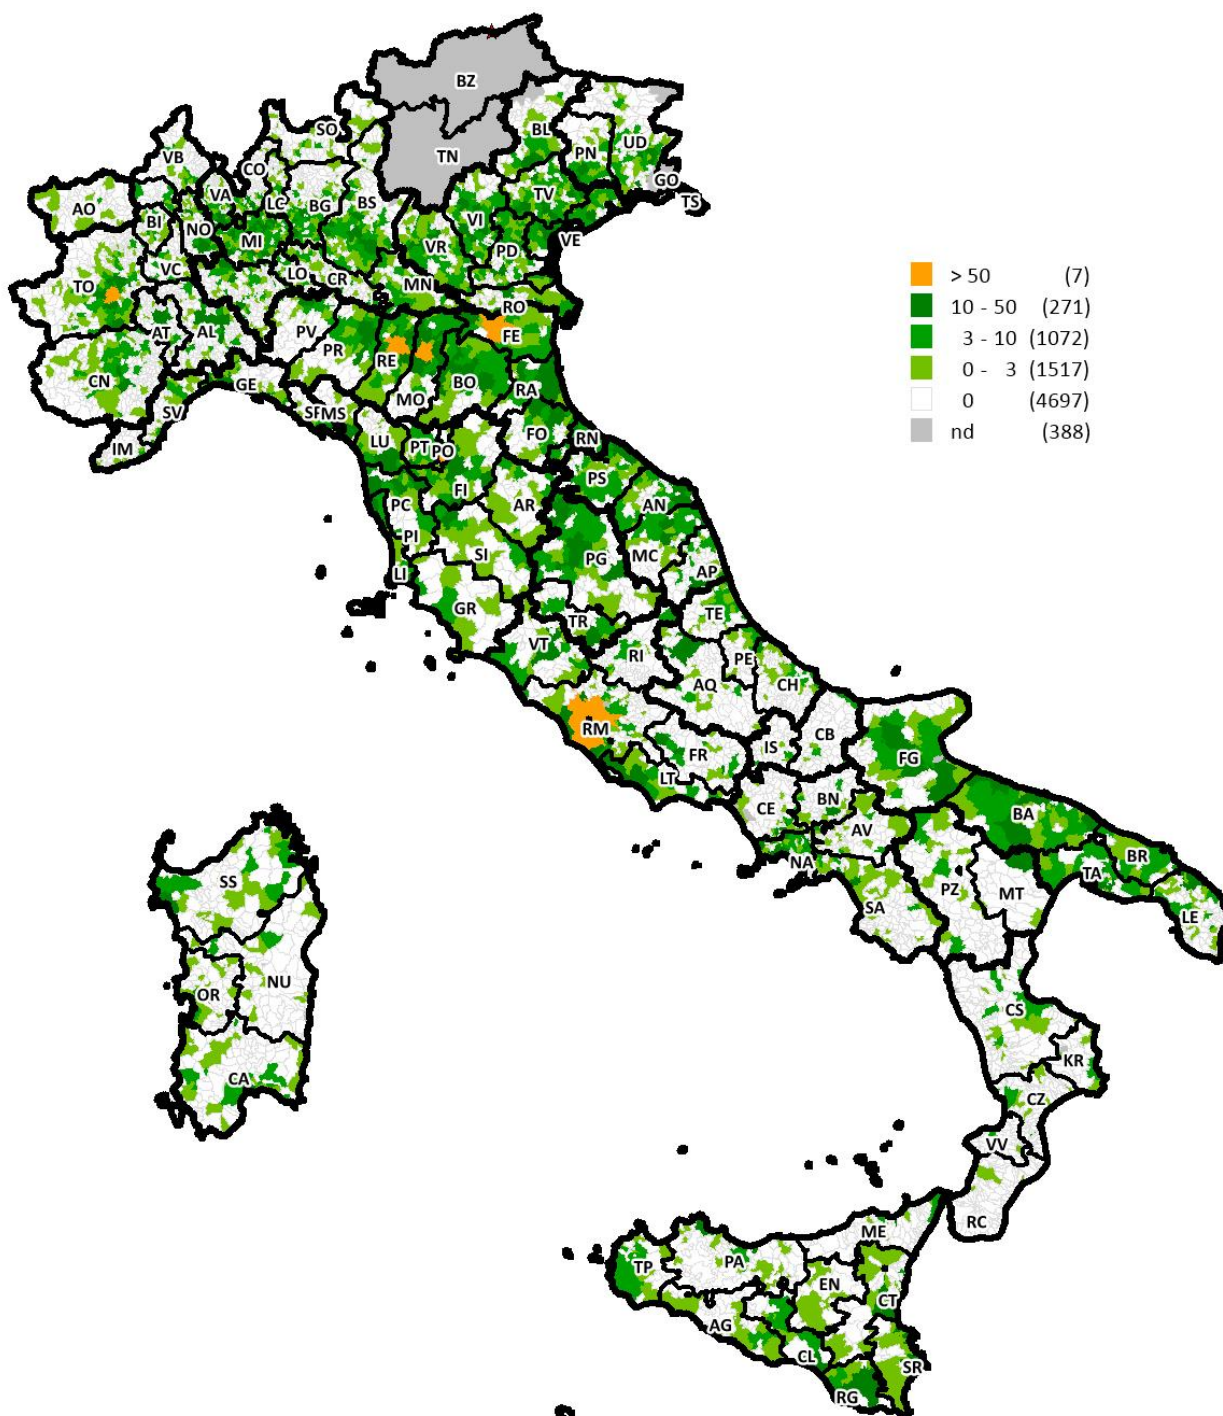 BZ
SO
BL
TN
PN
UD
VB
CO
GO
VA
LC
TS
AO
BG
BS
TV
BI
NO
VI
MI
VR
PD
VE
VC
TO
LO
CR
MN
RO
> 50 (7)
10 - 50 (271)
3 - 10 (1072)
0 - 3 (1517)
0 (4697)
nd (388)
AT
AL
PV
PR
RE
FE
CN
GE
MO
BO
RA
SV
SP
MS
LU
PT
PO
FO
RN
IM
PS
FI
PC
AR
AN
PI
SI
PG
MC
LI
AP
GR
TR
TE
VT
RI
PE
AQ
CH
RM
FR
IS
CB
FG
LT
CE
BN
BA
AV
NA
BR
TA
SS
PZ
MT
SA
LE
NU
OR
CS
KR
CA
CZ
VV
RC
ME
TP
PA
EN
CT
AG
CL
SR
RG